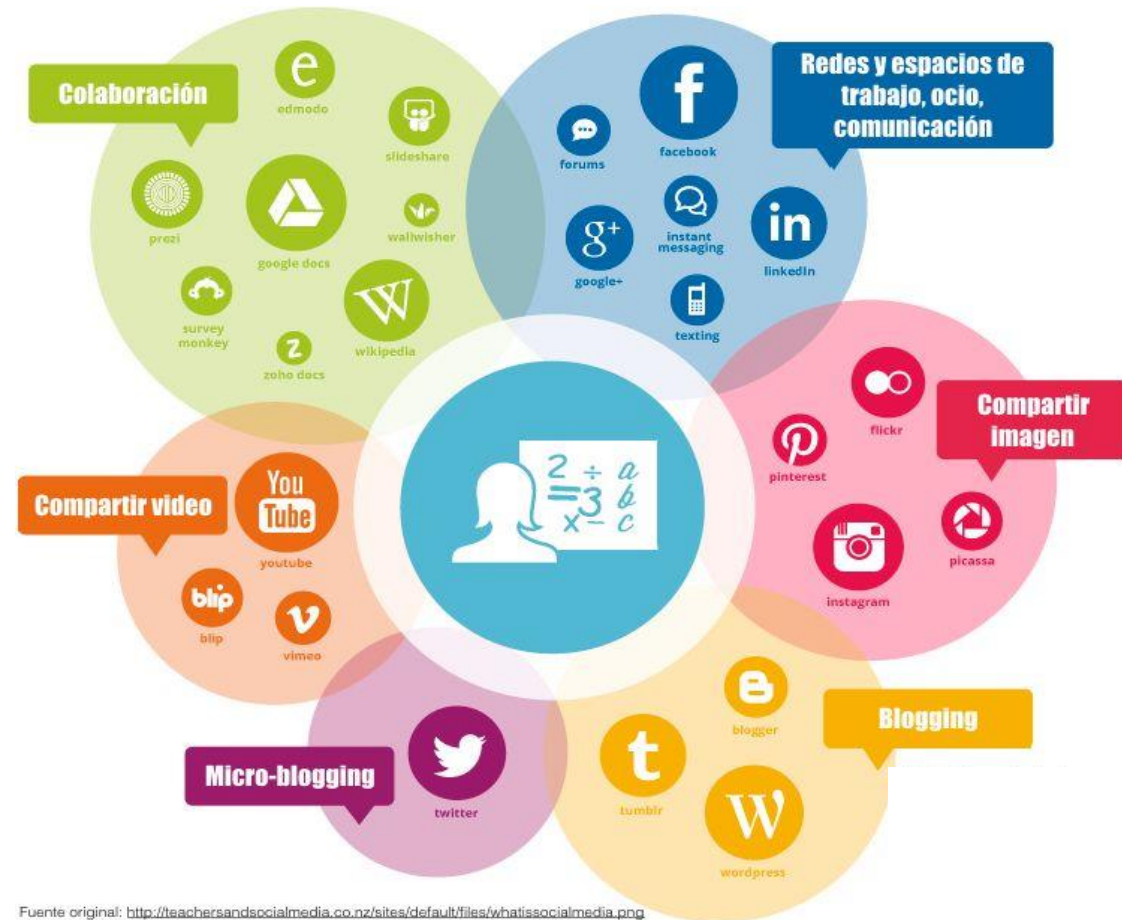 Colaboración
e
edmodo
slideshare
prezi
google docs
wallwisher
survey
monkey
Z
zoho docs
W
wikipedia
Redes y espacios de
trabajo, ocio,
comunicación
f
facebook
forums
g+
google+
instant
messaging
in
linkedIn
texting
Compartir
imagen
flickr
pinterest
instagram
picassa
Compartir video
You
Tube
youtube
blip
blip
v
vimeo
2 ÷ a
= 3 b
x - c
Micro-blogging
twitter
Blogging
B
blogger
t
tumblr
W
wordpress
Fuente original: http://teachersandsocialmedia.co.nz/sites/default/files/whatissocialmedia.png